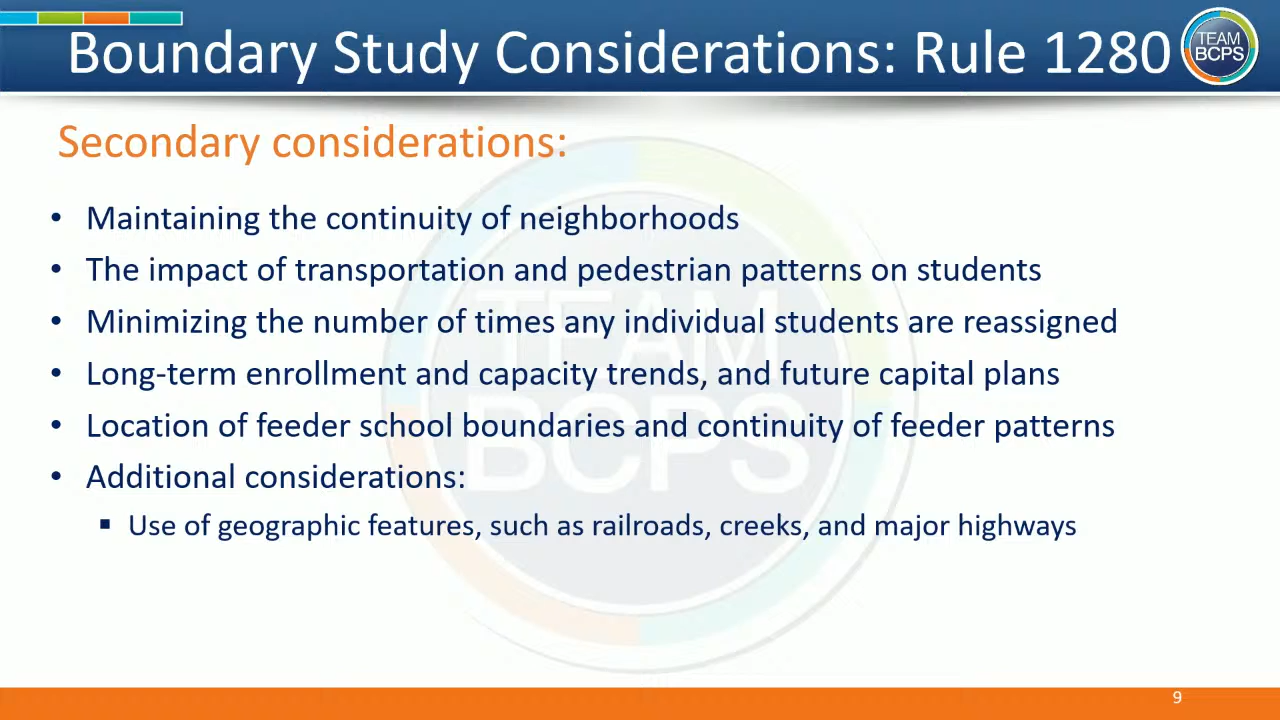 Boundary Study Considerations: Rule 1280
TEAM
BCPS
Secondary considerations:
• Maintaining the continuity of neighborhoods
• The impact of transportation and pedestrian patterns on students
• Minimizing the number of times any individual students are reassigned
• Long-term enrollment and capacity trends, and future capital plans
• Location of feeder school boundaries and continuity of feeder patterns
• Additional considerations:
▪ Use of geographic features, such as railroads, creeks, and major highways
TEAM
BCPS
9